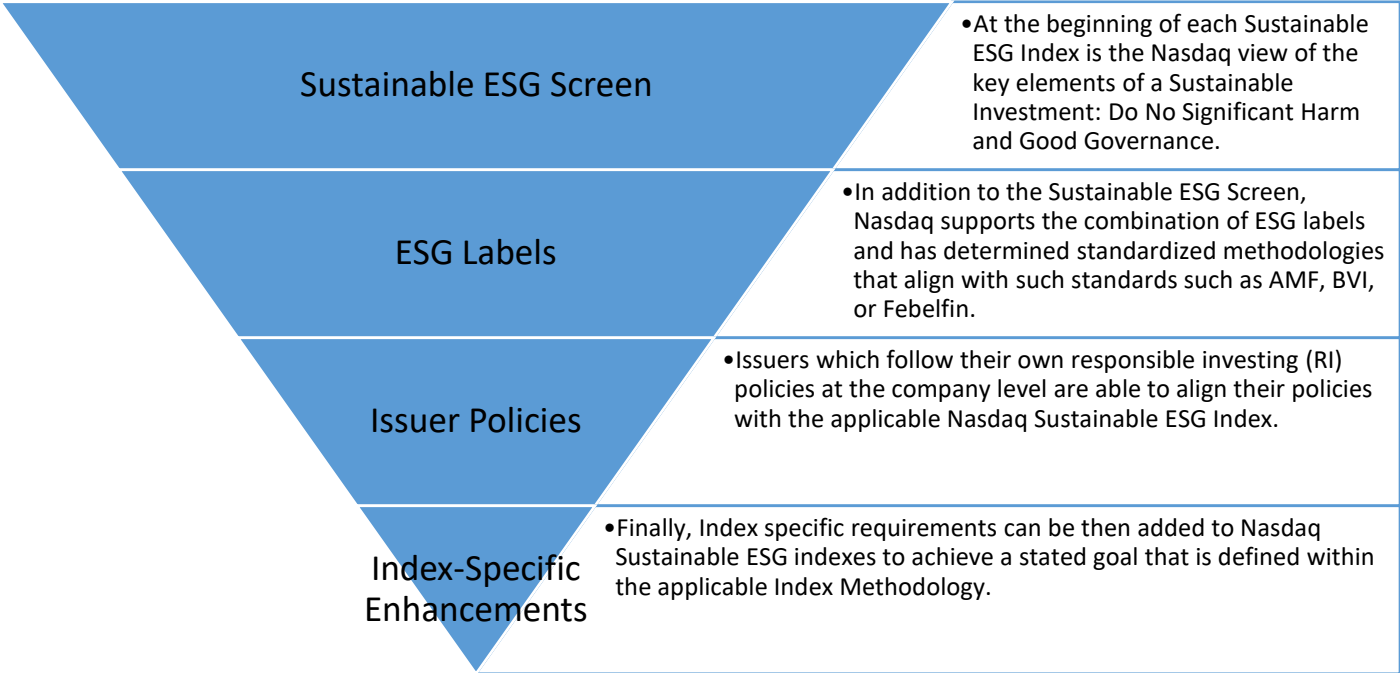 Sustainable ESG Screen
•At the beginning of each Sustainable
ESG Index is the Nasdaq view of the
key elements of a Sustainable
Investment: Do No Significant Harm
and Good Governance.
ESG Labels
•In addition to the Sustainable ESG Screen,
Nasdaq supports the combination of ESG labels
and has determined standardized methodologies
that align with such standards such as AMF, BVI,
or Febelfin.
Issuer Policies
•Issuers which follow their own responsible investing (RI)
policies at the company level are able to align their policies
with the applicable Nasdaq Sustainable ESG Index.
Index-Specific
Enhancements
•Finally, Index specific requirements can be then added to Nasdaq
Sustainable ESG indexes to achieve a stated goal that is defined within
the applicable Index Methodology.